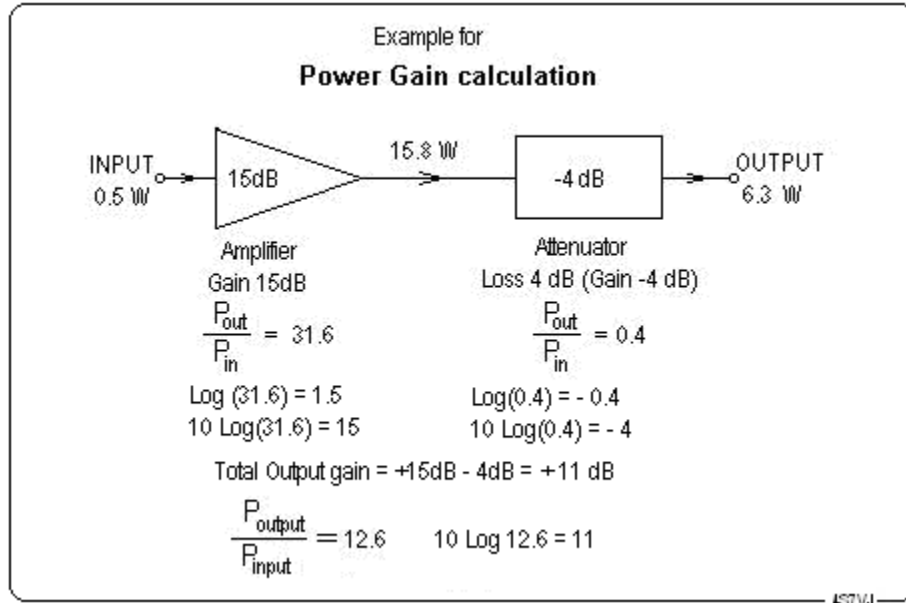 Example for
Power Gain calculation
INPUT
0.5 W
15dB
15.8 W
-4 dB
OUTPUT
6.3 W
Amplifier
Gain 15dB
Pout
Pin
= 31.6
Log (31.6) = 1.5
10 Log(31.6) = 15
Attenuator
Loss 4 dB (Gain -4 dB)
Pout
Pin
= 0.4
Log(0.4) = - 0.4
10 Log(0.4) = - 4
Total Output gain = +15dB - 4dB = +11 dB
Poutput
Pinput
= 12.6
10 Log 12.6 = 11